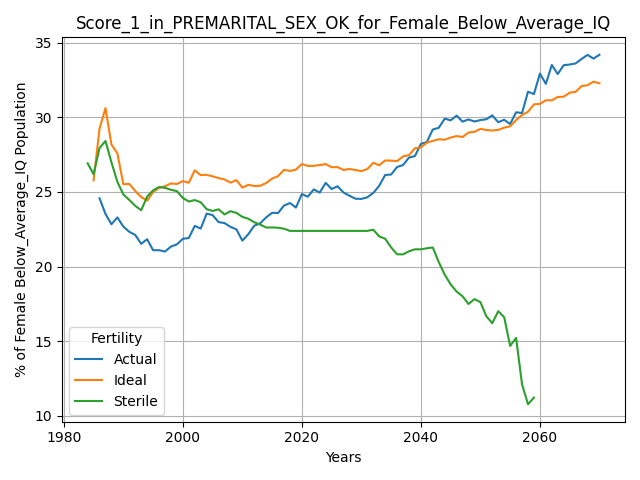 Score_1_in_PREMARITAL_SEX_OK_for_Female_Below_Average_IQ
% of Female Below_Average_IQ Population
35
30
25
20
15
10
Fertility
Actual
Ideal
Sterile
1980
2000
2020
2040
2060
Years